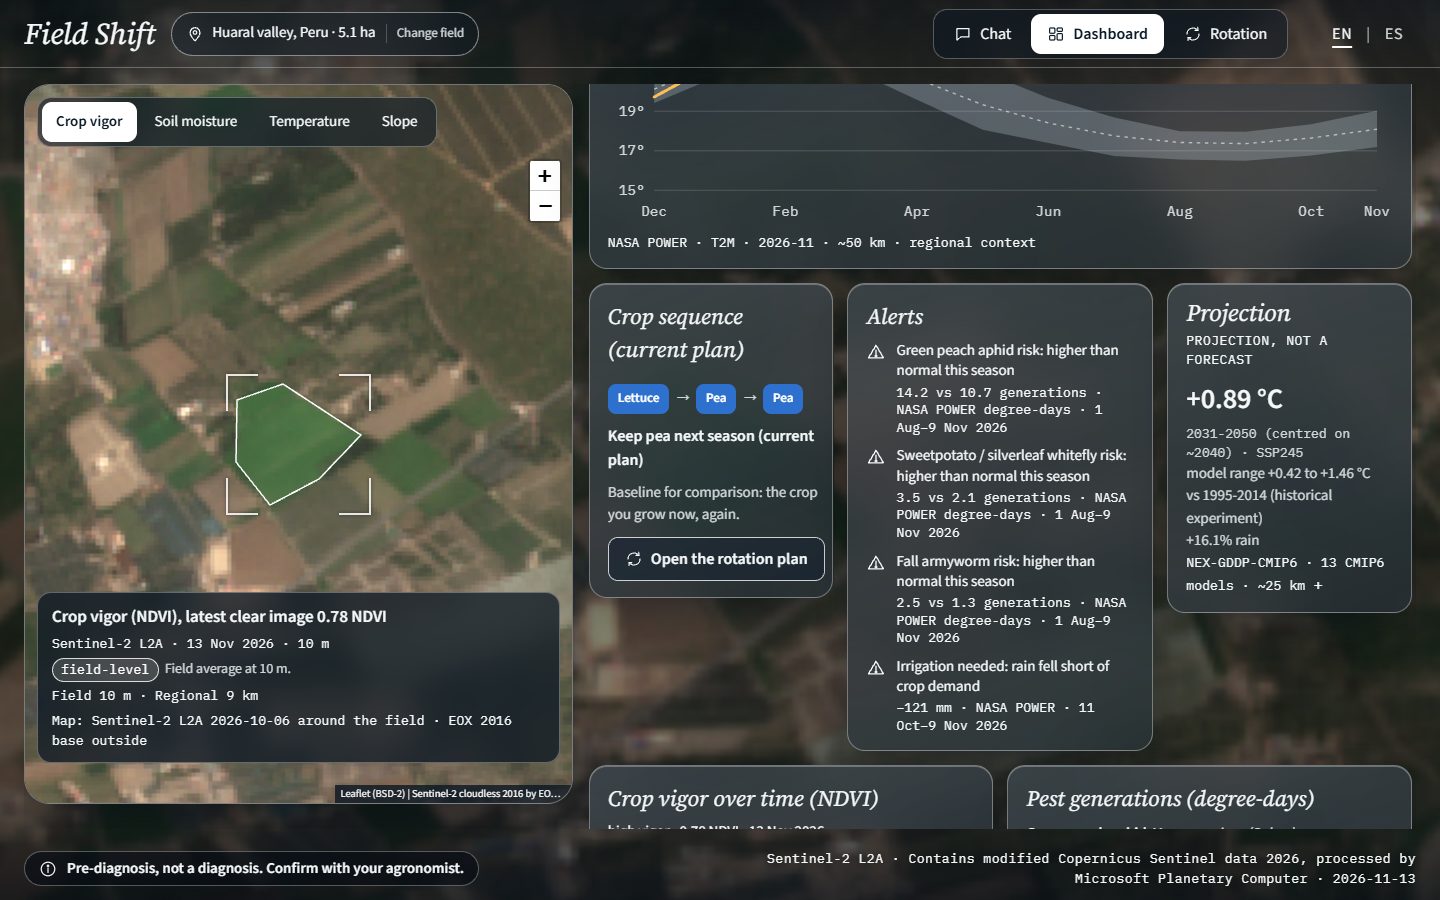 Field Shift
Huaral valley, Peru · 5.1 ha
Change field
Chat
Dashboard
Rotation
EN | ES
Crop vigor
Soil moisture
Temperature
Slope
+
−
Crop vigor (NDVI), latest clear image 0.78 NDVI
Sentinel-2 L2A · 13 Nov 2026 · 10 m
field-level Field average at 10 m.
Field 10 m · Regional 9 km
Map: Sentinel-2 L2A 2026-10-06 around the field · EOX 2016
base outside
Leaflet (BSD-2) | Sentinel-2 cloudless 2016 by EO...
19°
17°
15°
Dec Feb Apr Jun Aug Oct Nov
NASA POWER · T2M · 2026-11 · ~50 km · regional context
Crop sequence
(current plan)
Lettuce → Pea → Pea
Keep pea next season (current
plan)
Baseline for comparison: the crop
you grow now, again.
Open the rotation plan
Alerts
Green peach aphid risk: higher than
normal this season
14.2 vs 10.7 generations ·
NASA POWER degree-days · 1
Aug–9 Nov 2026
Sweetpotato / silverleaf whitefly risk:
higher than normal this season
3.5 vs 2.1 generations · NASA
POWER degree-days · 1 Aug–9
Nov 2026
Fall armyworm risk: higher than
normal this season
2.5 vs 1.3 generations · NASA
POWER degree-days · 1 Aug–9
Nov 2026
Irrigation needed: rain fell short of
crop demand
−121 mm · NASA POWER · 11
Oct–9 Nov 2026
Projection
PROJECTION, NOT A
FORECAST
+0.89 °C
2031-2050 (centred on
~2040) · SSP245
model range +0.42 to +1.46 °C
vs 1995-2014 (historical
experiment)
+16.1% rain
NEX-GDDP-CMIP6 · 13 CMIP6
models · ~25 km +
Crop vigor over time (NDVI)
Pest generations (degree-days)
Pre-diagnosis, not a diagnosis. Confirm with your agronomist.
Sentinel-2 L2A · Contains modified Copernicus Sentinel data 2026, processed by
Microsoft Planetary Computer · 2026-11-13